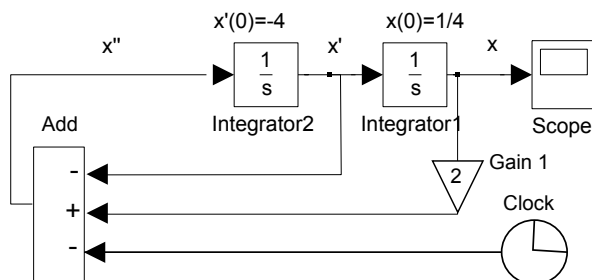 x'(0)=-4
x(0)=1/4
x"
x'
x
1
s
1
s
Integrator2
Integrator1
Scope
Add
-
+
-
2
Gain 1
Clock